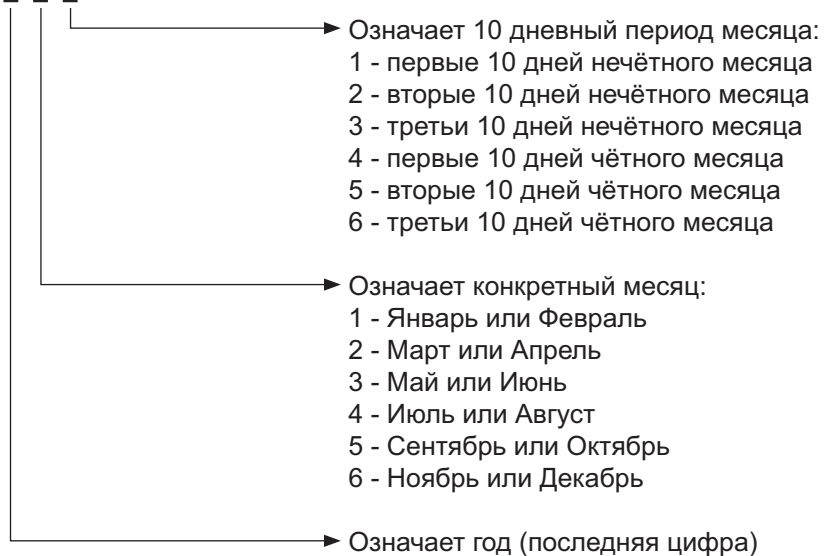 Означает 10 дневный период месяца:
1 - первые 10 дней нечётного месяца
2 - вторые 10 дней нечётного месяца
3 - третьи 10 дней нечётного месяца
4 - первые 10 дней чётного месяца
5 - вторые 10 дней чётного месяца
6 - третьи 10 дней чётного месяца
Означает конкретный месяц:
1 - Январь или Февраль
2 - Март или Апрель
3 - Май или Июнь
4 - Июль или Август
5 - Сентябрь или Октябрь
6 - Ноябрь или Декабрь
Означает год (последняя цифра)